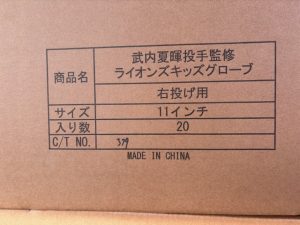 商品名
武内夏暉投手監修
ライオンズキッズグローブ
右投げ用
サイズ 11インチ
入り数 20
C/T NO. 379
MADE IN CHINA